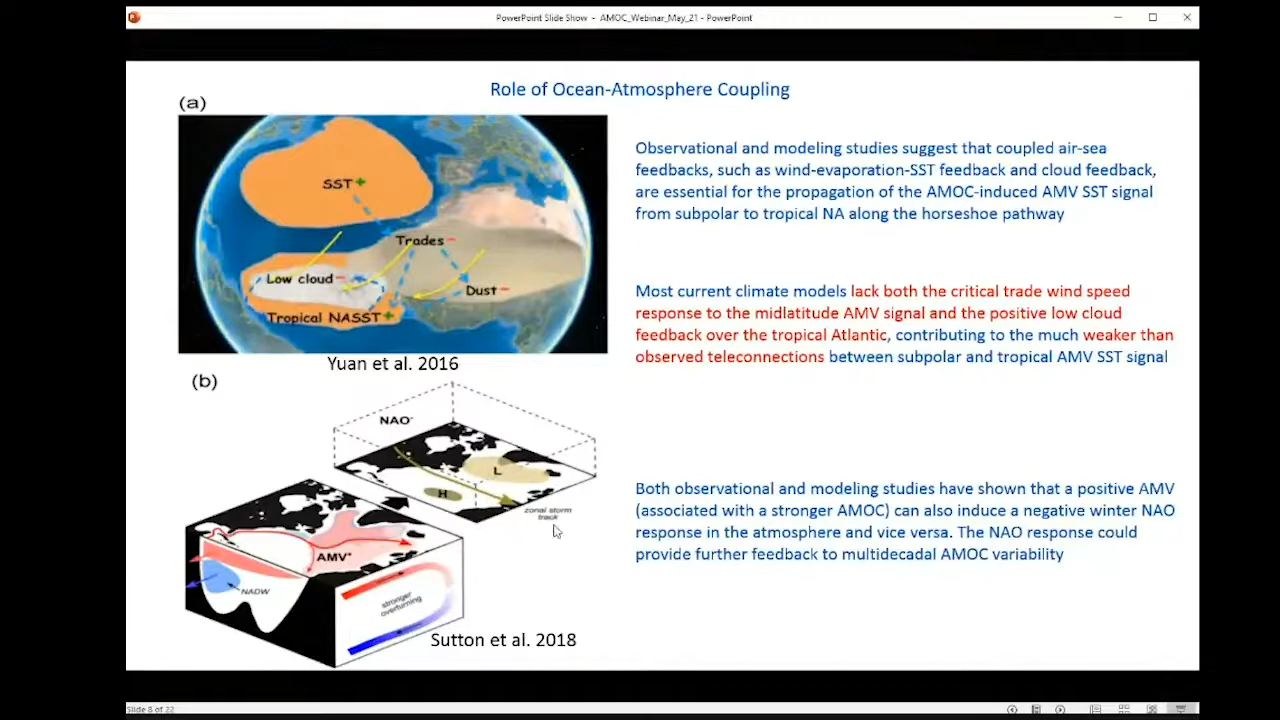 PowerPoint Slide Show - AMOC_Webinar_May_21 - PowerPoint
Role of Ocean-Atmosphere Coupling
(a)
SST+
Trades-
Low cloud-
Dust-
Tropical NASST+
Yuan et al. 2016
Observational and modeling studies suggest that coupled air-sea
feedbacks, such as wind-evaporation-SST feedback and cloud feedback,
are essential for the propagation of the AMOC-induced AMV SST signal
from subpolar to tropical NA along the horseshoe pathway
Most current climate models lack both the critical trade wind speed
response to the midlatitude AMV signal and the positive low cloud
feedback over the tropical Atlantic, contributing to the much weaker than
observed teleconnections between subpolar and tropical AMV SST signal
(b)
NAO-
L
H
zonal storm
track
AMV+
NADW
stronger
overturning
Sutton et al. 2018
Both observational and modeling studies have shown that a positive AMV
(associated with a stronger AMOC) can also induce a negative winter NAO
response in the atmosphere and vice versa. The NAO response could
provide further feedback to multidecadal AMOC variability
Slide 8 of 22